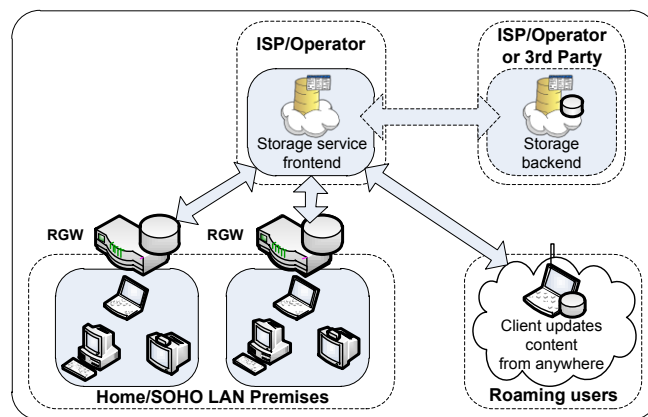 ISP/Operator
ISP/Operator
or 3rd Party
Storage service
frontend
Storage
backend
RGW
RGW
Client updates
content
from anywhere
Home/SOHO LAN Premises
Roaming users